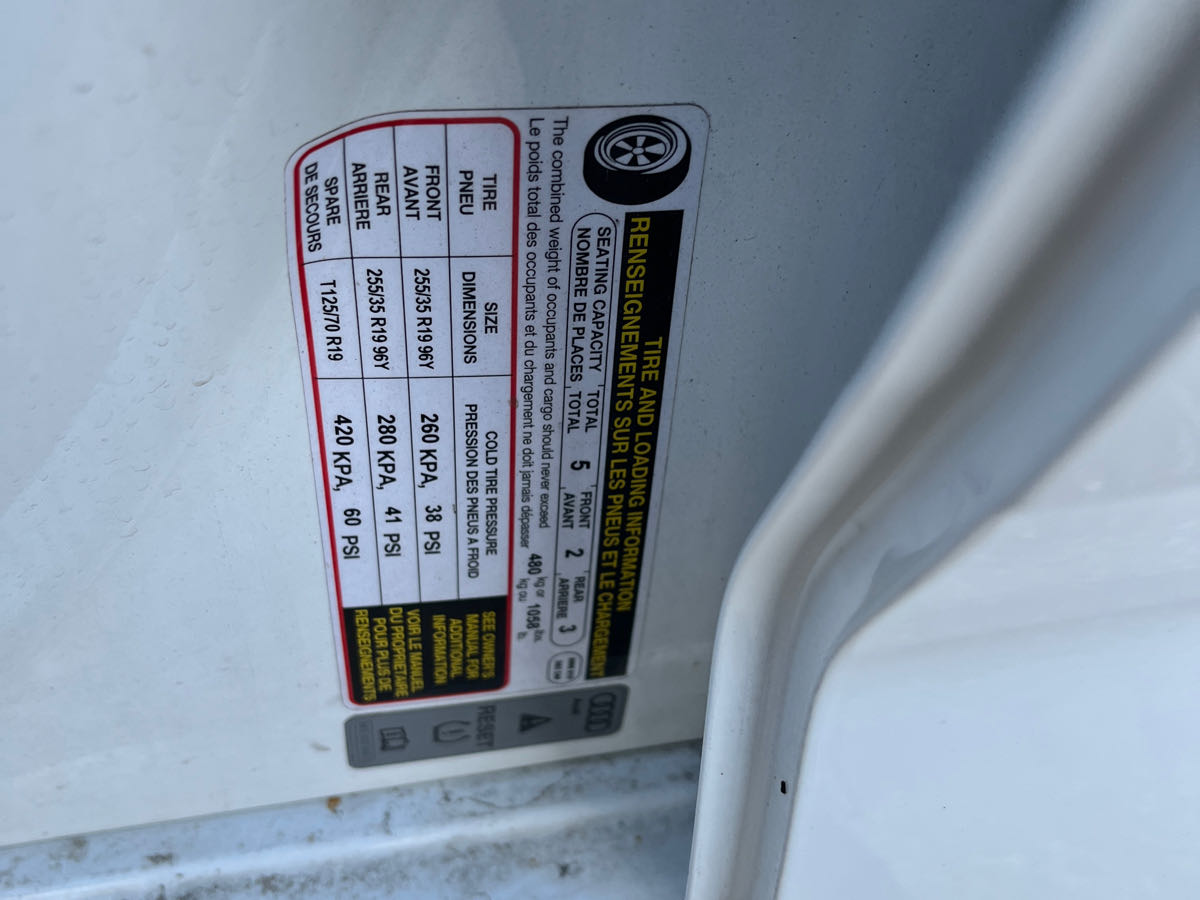 TIRE AND LOADING INFORMATION
RENSEIGNEMENTS SUR LES PNEUS ET LE CHARGEMENT
SEATING CAPACITY TOTAL 5 FRONT 2 REAR 3
NOMBRE DE PLACES TOTAL AVANT ARRIERE
The combined weight of occupants and cargo should never exceed 480 kg or 1058 lbs.
Le poids total des occupants et du chargement ne doit jamais dépasser kg ou lb.
TIRE SIZE COLD TIRE PRESSURE
PNEU DIMENSIONS PRESSION DES PNEUS A FROID
FRONT 255/35 R19 96Y 260 KPA, 38 PSI
AVANT
REAR 255/35 R19 96Y 280 KPA, 41 PSI
ARRIERE
SPARE T125/70 R19 420 KPA, 60 PSI
DE SECOURS
SEE OWNER'S
MANUAL FOR
ADDITIONAL
INFORMATION
VOIR LE MANUEL
DU PROPRIETAIRE
POUR PLUS DE
RENSEIGNEMENTS
Audi
RESET